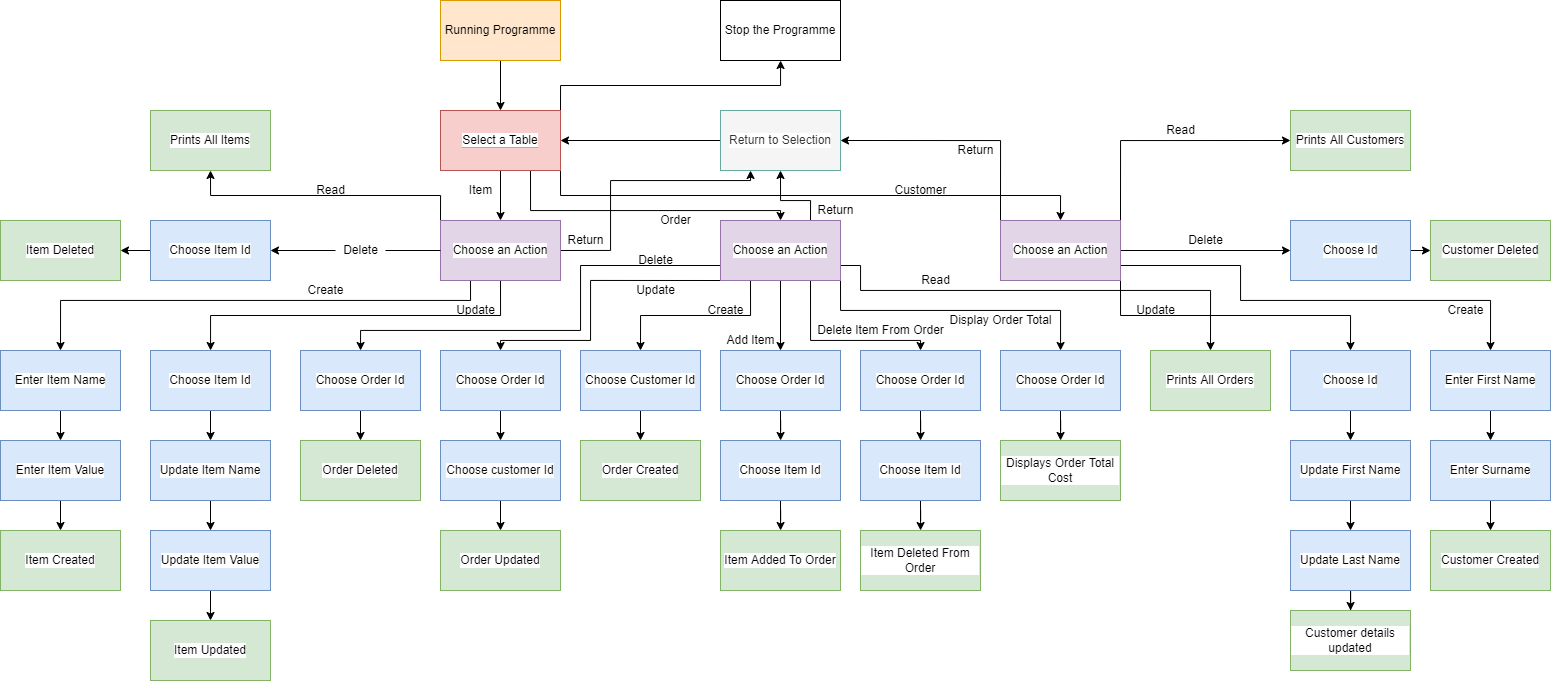 Running Programme
Stop the Programme
Prints All Items
Select a Table
Return to Selection
Prints All Customers
Read
Return
Read
Item
Customer
Order
Return
Item Deleted
Choose Item Id
Delete
Choose an Action
Return
Choose an Action
Choose an Action
Delete
Choose Id
Customer Deleted
Delete
Create
Update
Read
Update
Create
Display Order Total
Update
Create
Add Item
Delete Item From Order
Enter Item Name
Choose Item Id
Choose Order Id
Choose Order Id
Choose Customer Id
Choose Order Id
Choose Order Id
Choose Order Id
Prints All Orders
Choose Id
Enter First Name
Enter Item Value
Update Item Name
Order Deleted
Choose customer Id
Order Created
Choose Item Id
Choose Item Id
Displays Order Total
Cost
Update First Name
Enter Surname
Item Created
Update Item Value
Order Updated
Item Added To Order
Item Deleted From
Order
Update Last Name
Customer Created
Item Updated
Customer details
updated